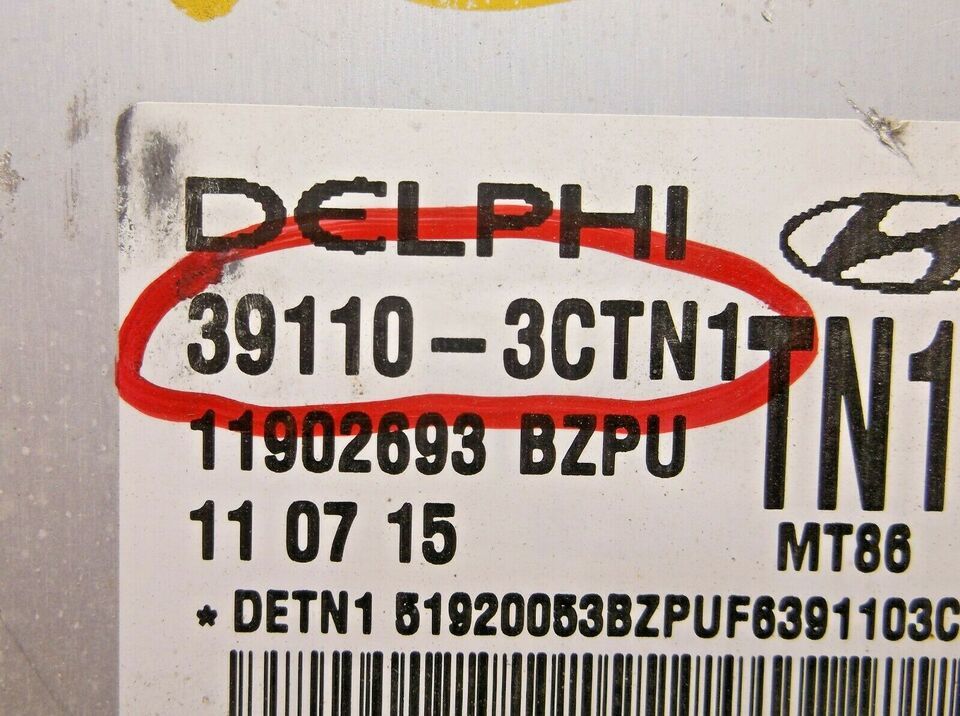 DELPHI
39110-3CTN1
TN1
11902693 BZPU
11 07 15
MT86
* DETN1 51920053BZPUF6391103C